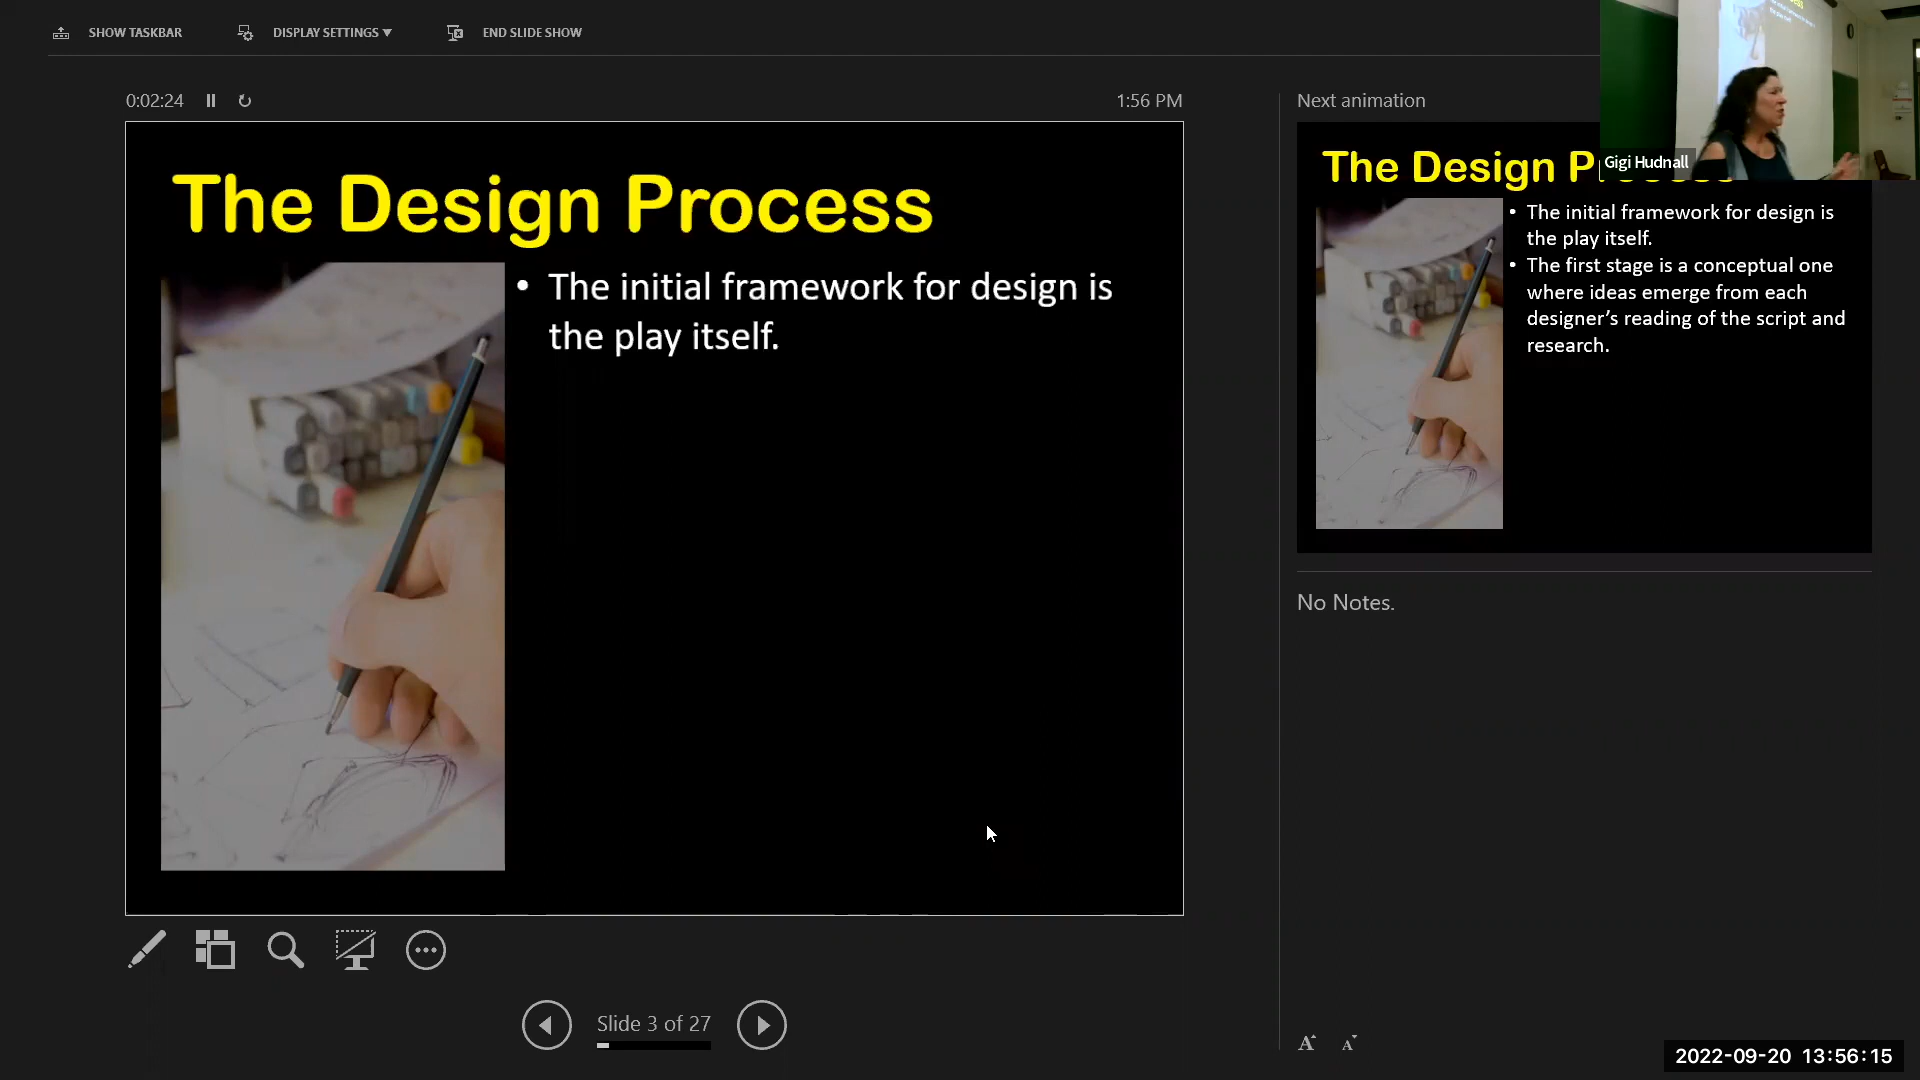 SHOW TASKBAR
DISPLAY SETTINGS ▼
END SLIDE SHOW
0:02:24
1:56 PM
The Design Process
• The initial framework for design is
the play itself.
Slide 3 of 27
Next animation
The Design
• The initial framework for design is
the play itself.
• The first stage is a conceptual one
where ideas emerge from each
designer's reading of the script and
research.
No Notes.
A A
Gigi Hudnall
2022-09-20 13:56:15